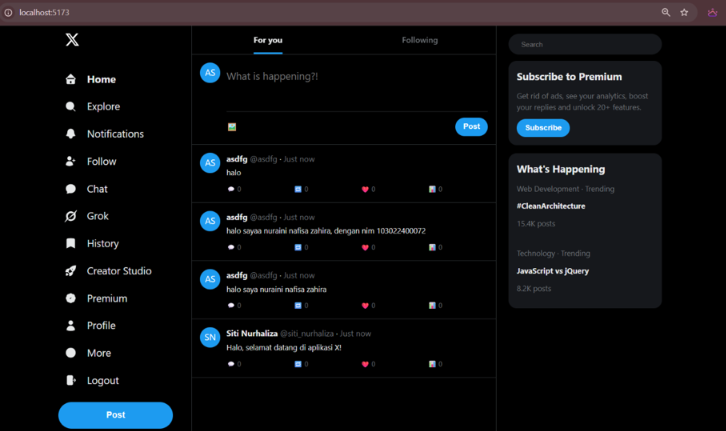 localhost:5173
Home
Explore
Notifications
Follow
Chat
Grok
History
Creator Studio
Premium
Profile
More
Logout
Post
For you
Following
AS
What is happening?!
Post
AS
asdfg @asdfg · Just now
halo
0 0 0 0
AS
asdfg @asdfg · Just now
halo sayaa nuraini nafisa zahira, dengan nim 103022400072
0 0 0 0
AS
asdfg @asdfg · Just now
halo saya nuraini nafisa zahira
0 0 0 0
SN
Siti Nurhaliza @siti_nurhaliza · Just now
Halo, selamat datang di aplikasi X!
0 0 0 0
Search
Subscribe to Premium
Get rid of ads, see your analytics, boost
your replies and unlock 20+ features.
Subscribe
What's Happening
Web Development · Trending
#CleanArchitecture
15.4K posts
Technology · Trending
JavaScript vs jQuery
8.2K posts